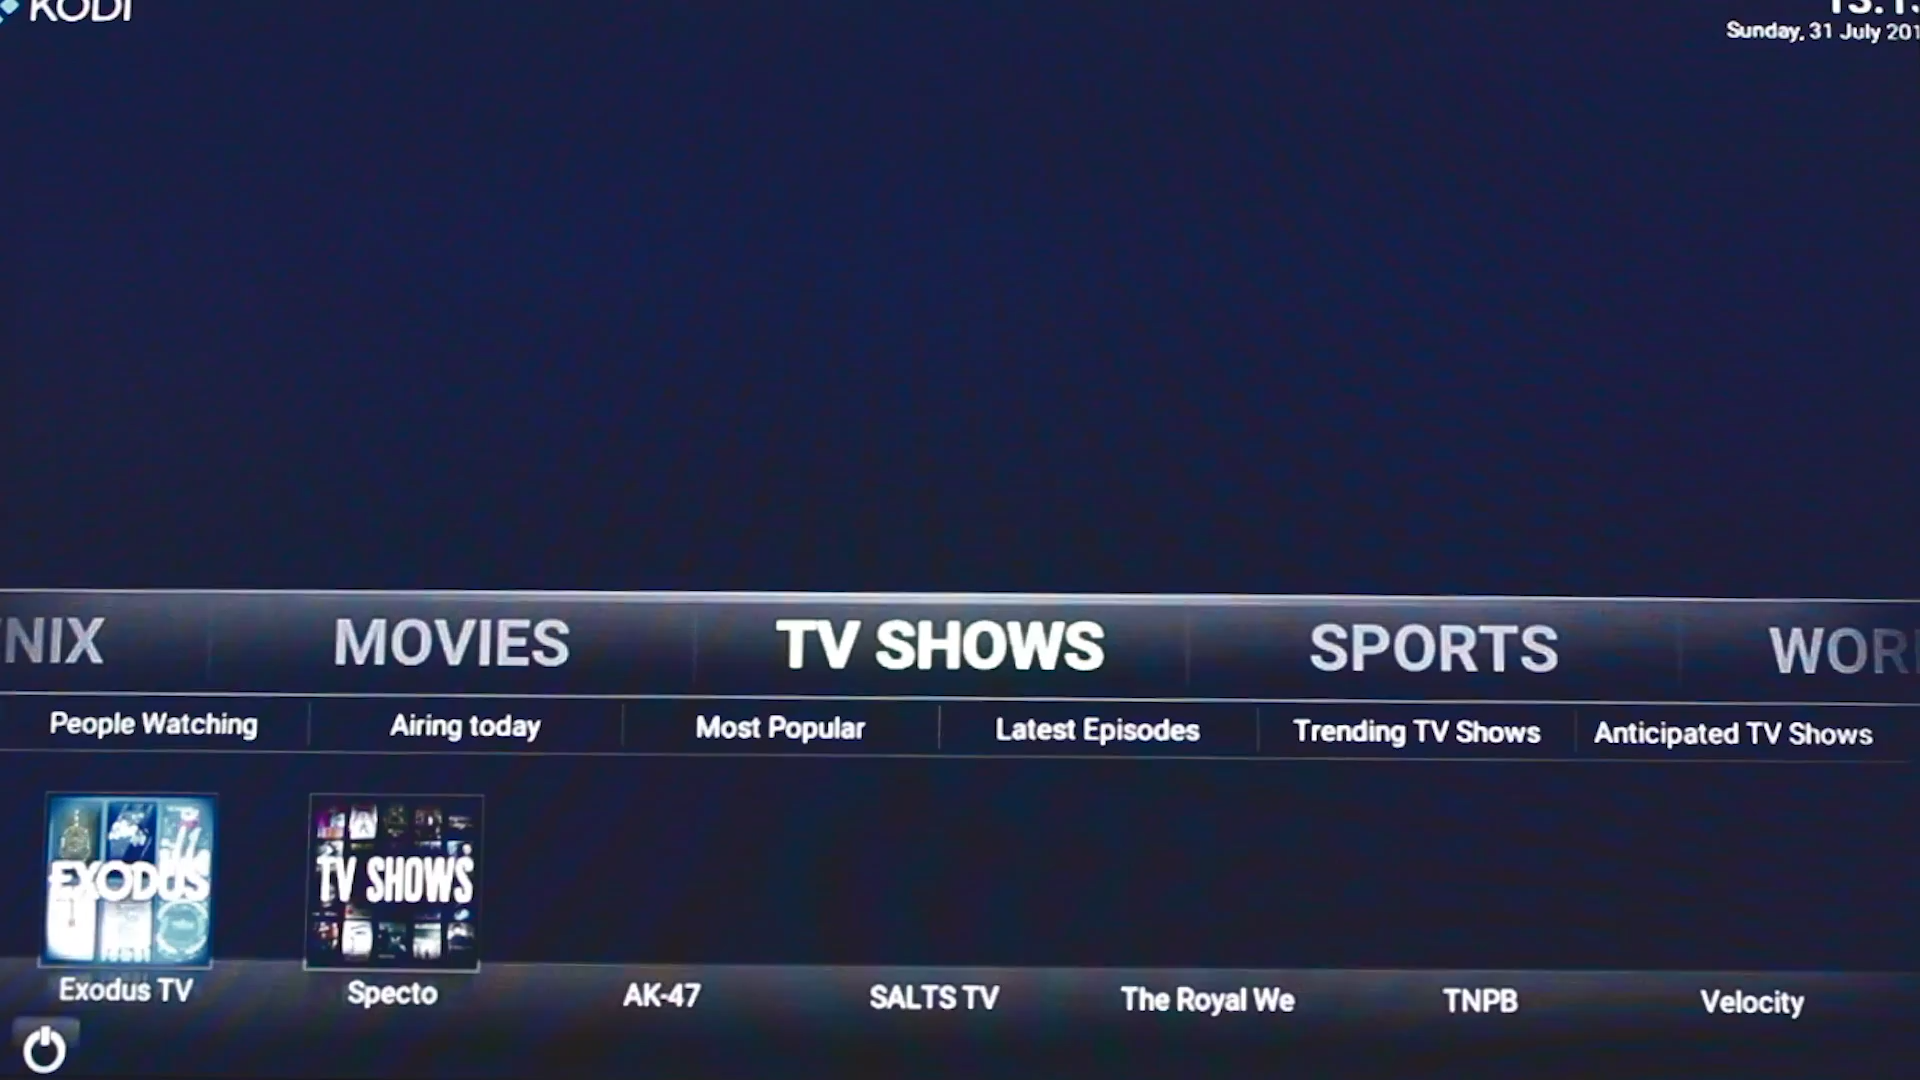 KODI
Sunday, 31 July 201
NIX MOVIES TV SHOWS SPORTS WOR
People Watching Airing today Most Popular Latest Episodes Trending TV Shows Anticipated TV Shows
EXODUS TV SHOWS
Exodus TV Specto AK-47 SALTS TV The Royal We TNPB Velocity